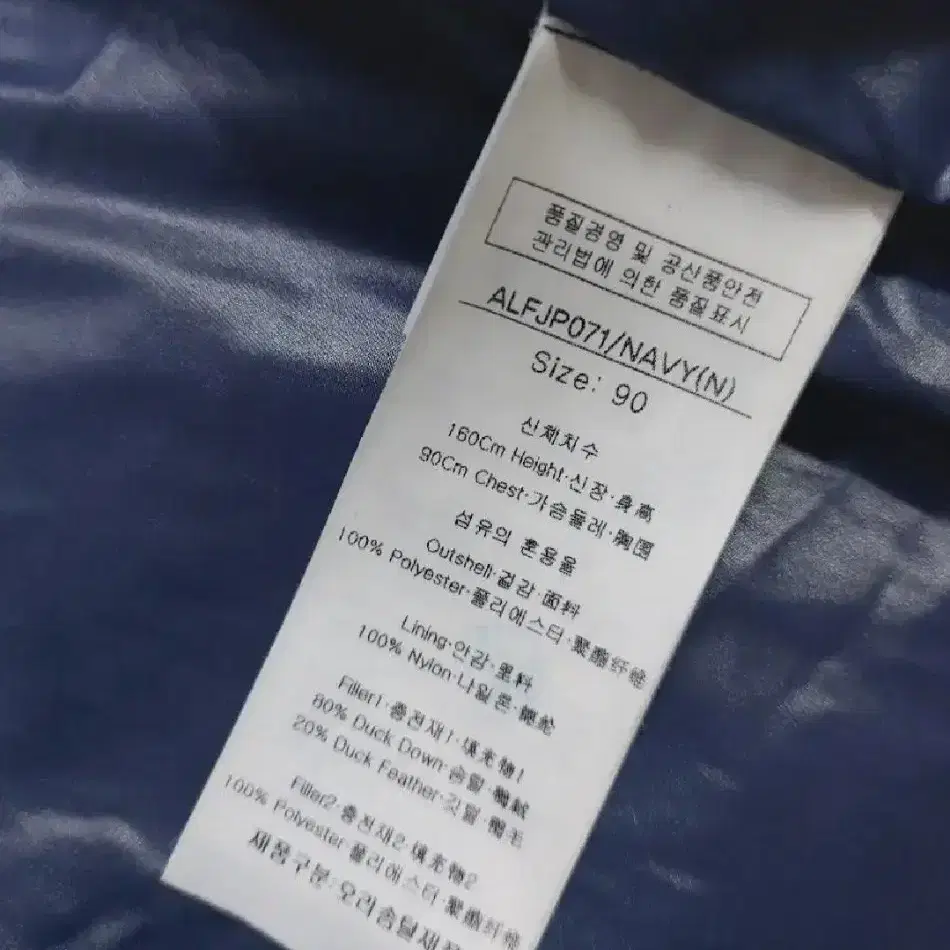 품질경영 및 공산품안전
관리법에 의한 품질표시
ALFJP071/NAVY(N)
Size: 90
신체치수
160Cm Height·신장·身高
90Cm Chest·가슴둘레·胸围
섬유의 혼용율
Outshell·겉감·面料
100% Polyester·폴리에스터·聚酯纤维
Lining·안감·里料
100% Nylon·나일론·
Filler1·충전재1·填充物1
80% Duck Down·솜털·鸭绒
20% Duck Feather·깃털·鸭毛
Filler2·충전재2·填充物2
100% Polyester·폴리에스터·聚酯纤维
제품구분:오리솜털제품